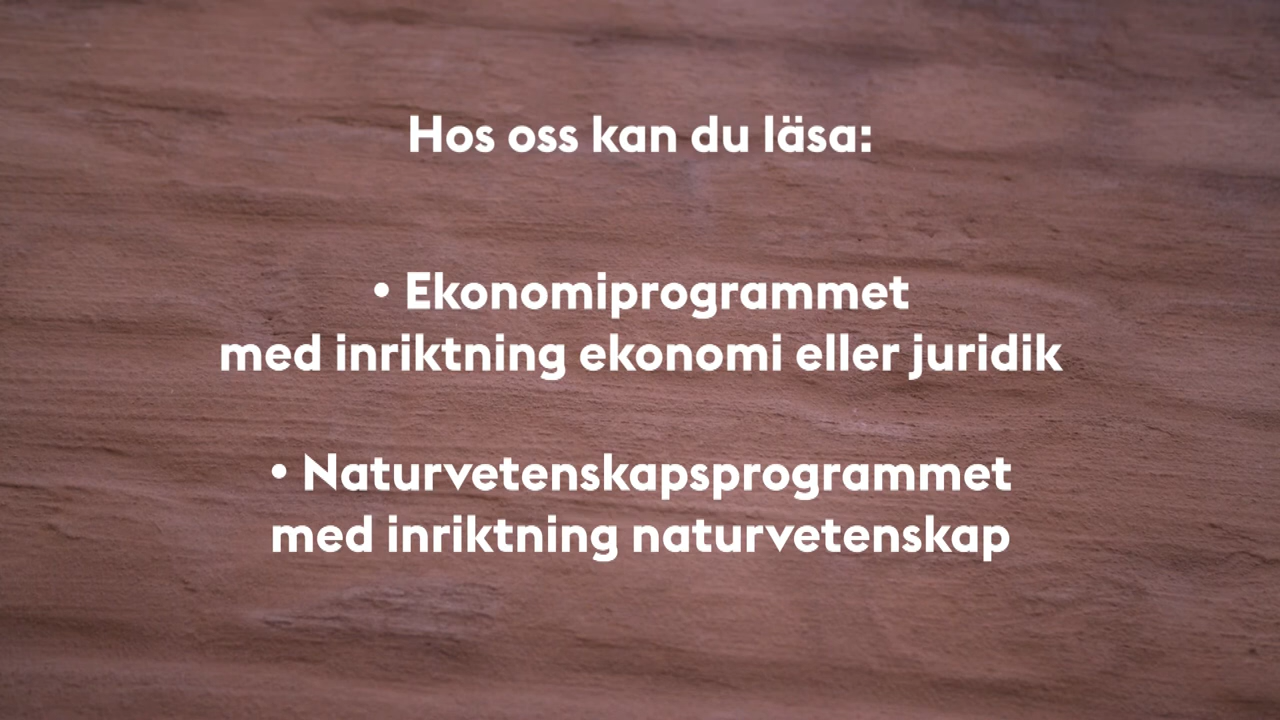 Hos oss kan du läsa:
• Ekonomiprogrammet
med inriktning ekonomi eller juridik
• Naturvetenskapsprogrammet
med inriktning naturvetenskap